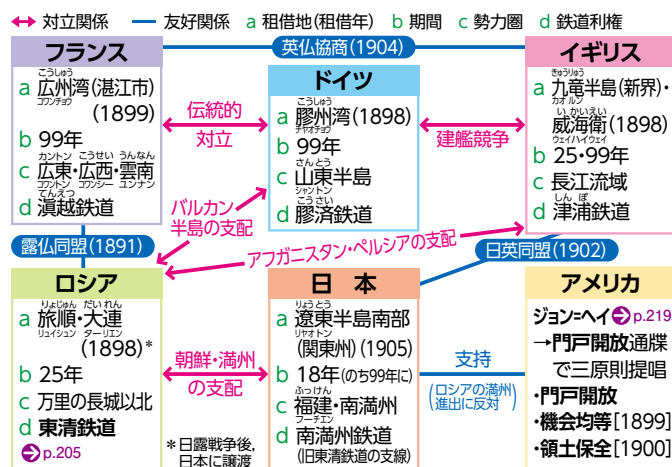 対立関係 友好関係 a 租借地(租借年) b 期間 c 勢力圏 d 鉄道利権
フランス
a 広州湾(湛江市)
こうしゅう
コワンチョウ
(1899)
b 99年
c 広東・広西・雲南
カントン こうせい うんなん
コワントン コワンシー ユンナン
d 滇越鉄道
てんえつ
英仏協商(1904)
ドイツ
a 膠州湾(1898)
こうしゅう
チヤオチョウ
b 99年
c 山東半島
さんとう
シャントン
d 膠済鉄道
こうさい
イギリス
a 九竜半島(新界)・
きゅうりゅう
カオルン
威海衛(1898)
いかいえい
ウェイハイウェイ
b 25・99年
c 長江流域
d 津浦鉄道
しんぽ
伝統的
対立
建艦競争
バルカン
半島の支配
アフガニスタン・ペルシアの支配
露仏同盟(1891)
日英同盟(1902)
ロシア
a 旅順・大連
りょじゅん だいれん
リュイシュン ターリエン
(1898)*
b 25年
c 万里の長城以北
d 東清鉄道
p.205
朝鮮・満州
の支配
*日露戦争後,
日本に譲渡
日 本
a 遼東半島南部
りょうとう
リヤオトン
(関東州)(1905)
b 18年(のち99年に)
c 福建・南満州
ふっけん
フーチエン
d 南満州鉄道
(旧東清鉄道の支線)
支持
(ロシアの満州
進出に反対)
アメリカ
ジョン=ヘイ p.219
→門戸開放通牒
で三原則提唱
・門戸開放
・機会均等[1899]
・領土保全[1900]